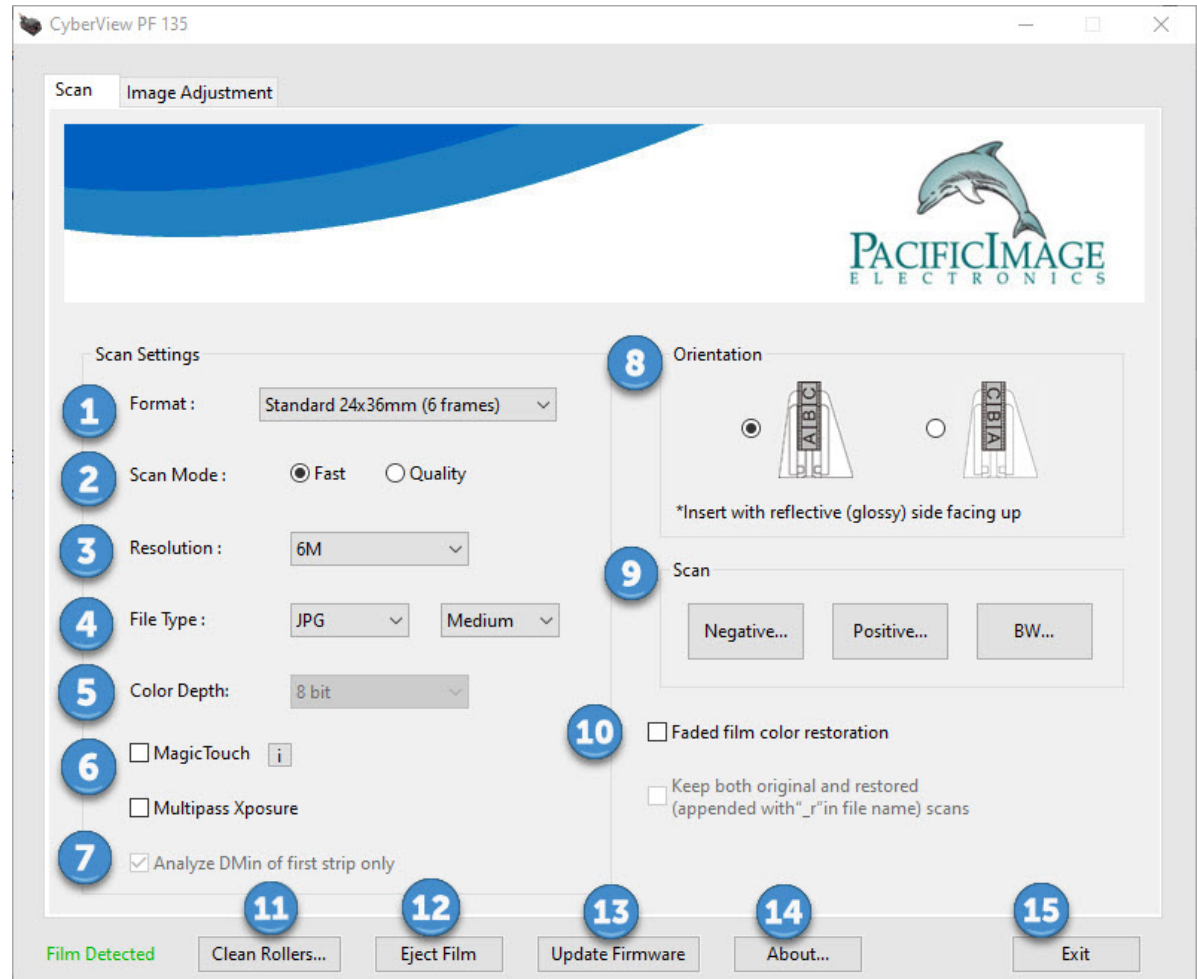 CyberView PF 135
Scan
Image Adjustment
PACIFICIMAGE
ELECTRONICS
Scan Settings
1
Format :
Standard 24x36mm (6 frames)
2
Scan Mode :
Fast
Quality
3
Resolution :
6M
4
File Type :
JPG
Medium
5
Color Depth:
8 bit
6
MagicTouch
i
Multipass Xposure
7
Analyze DMin of first strip only
8
Orientation
A B C
C B A
*Insert with reflective (glossy) side facing up
9
Scan
Negative...
Positive...
BW...
10
Faded film color restoration
Keep both original and restored
(appended with“_r”in file name) scans
11
12
13
14
15
Film Detected
Clean Rollers...
Eject Film
Update Firmware
About...
Exit